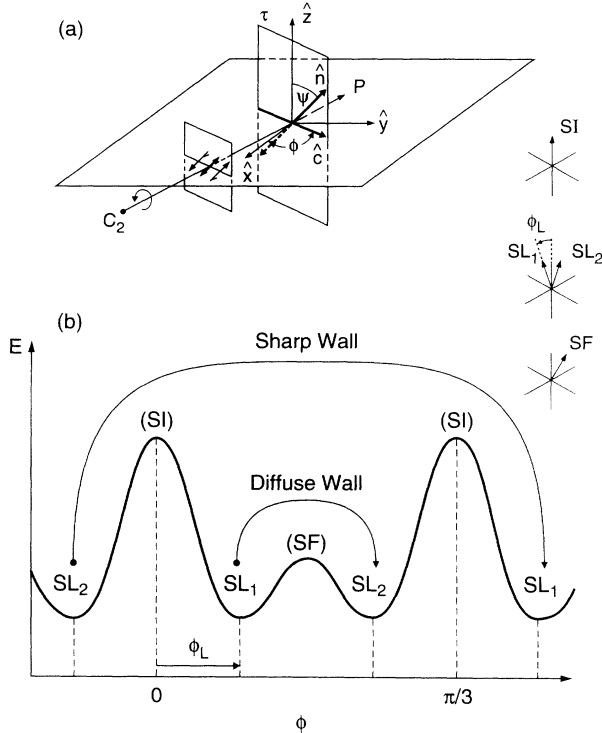 (a)
τ
ẑ
n̂
P
ψ
ŷ
ϕ
ĉ
x̂
C₂
SI
ϕL
SL₁ SL₂
SF
(b)
E
Sharp Wall
(SI) (SI)
Diffuse Wall
(SF)
SL₂ SL₁ SL₂ SL₁
ϕL
0 π/3
ϕ